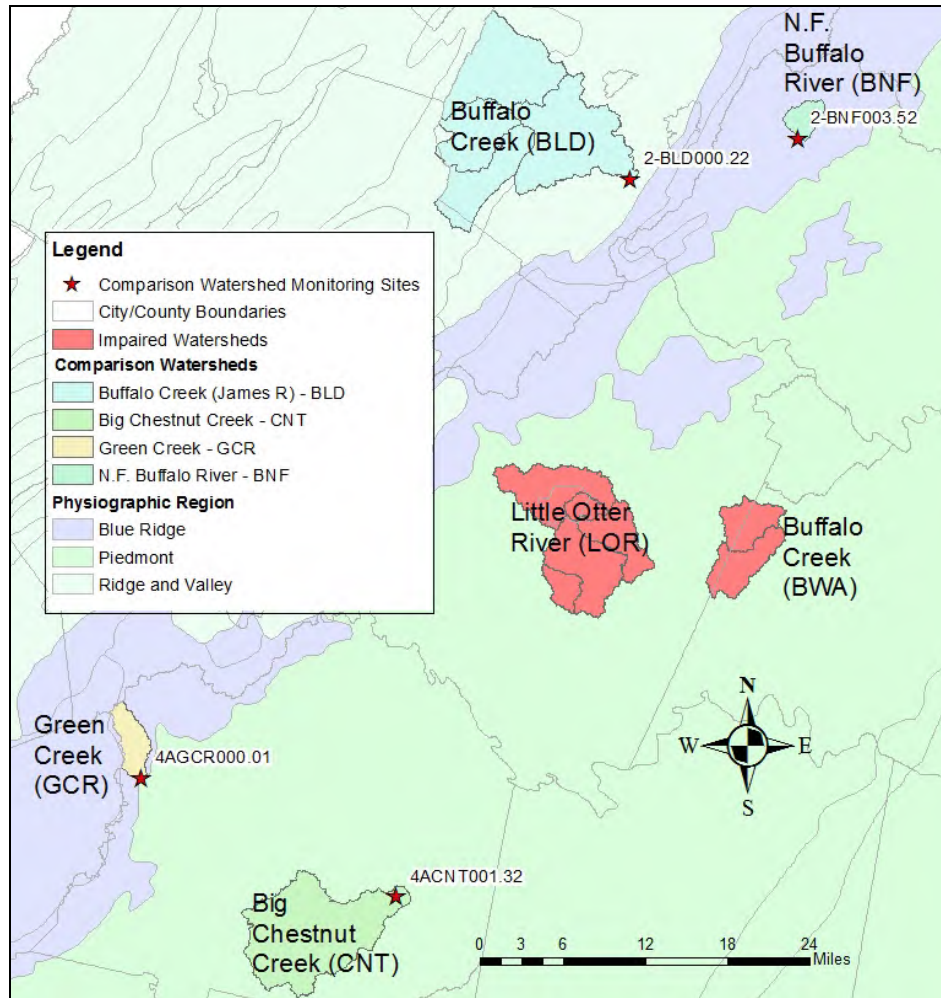 N.F.
Buffalo
River (BNF)
2-BNF003.52
Buffalo
Creek (BLD)
2-BLD000.22
Legend
Comparison Watershed Monitoring Sites
City/County Boundaries
Impaired Watersheds
Comparison Watersheds
Buffalo Creek (James R) - BLD
Big Chestnut Creek - CNT
Green Creek - GCR
N.F. Buffalo River - BNF
Physiographic Region
Blue Ridge
Piedmont
Ridge and Valley
Little Otter
River (LOR)
Buffalo
Creek
(BWA)
Green
Creek
(GCR)
4AGCR000.01
N
W E
S
4ACNT001.32
Big
Chestnut
Creek (CNT)
0 3 6 12 18 24
Miles